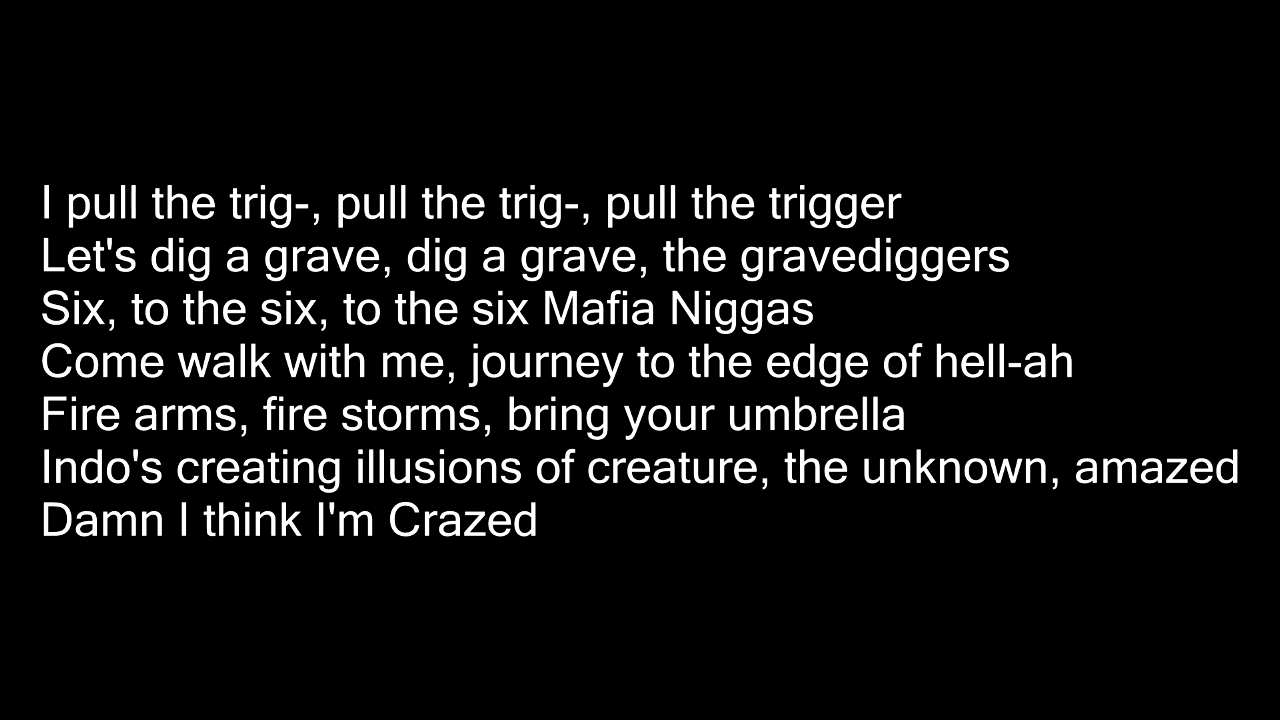 I pull the trig-, pull the trig-, pull the trigger
Let's dig a grave, dig a grave, the gravediggers
Six, to the six, to the six Mafia Niggas
Come walk with me, journey to the edge of hell-ah
Fire arms, fire storms, bring your umbrella
Indo's creating illusions of creature, the unknown, amazed
Damn I think I'm Crazed